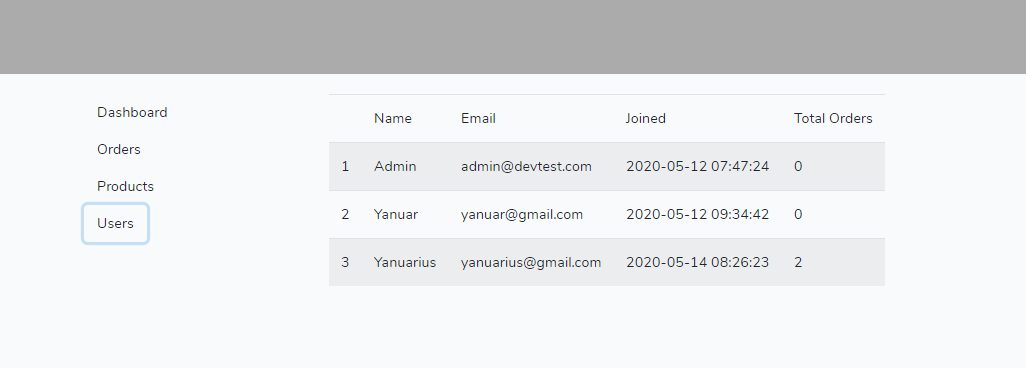 Dashboard
Orders
Products
Users
Name Email Joined Total Orders
1 Admin admin@devtest.com 2020-05-12 07:47:24 0
2 Yanuar yanuar@gmail.com 2020-05-12 09:34:42 0
3 Yanuarius yanuarius@gmail.com 2020-05-14 08:26:23 2